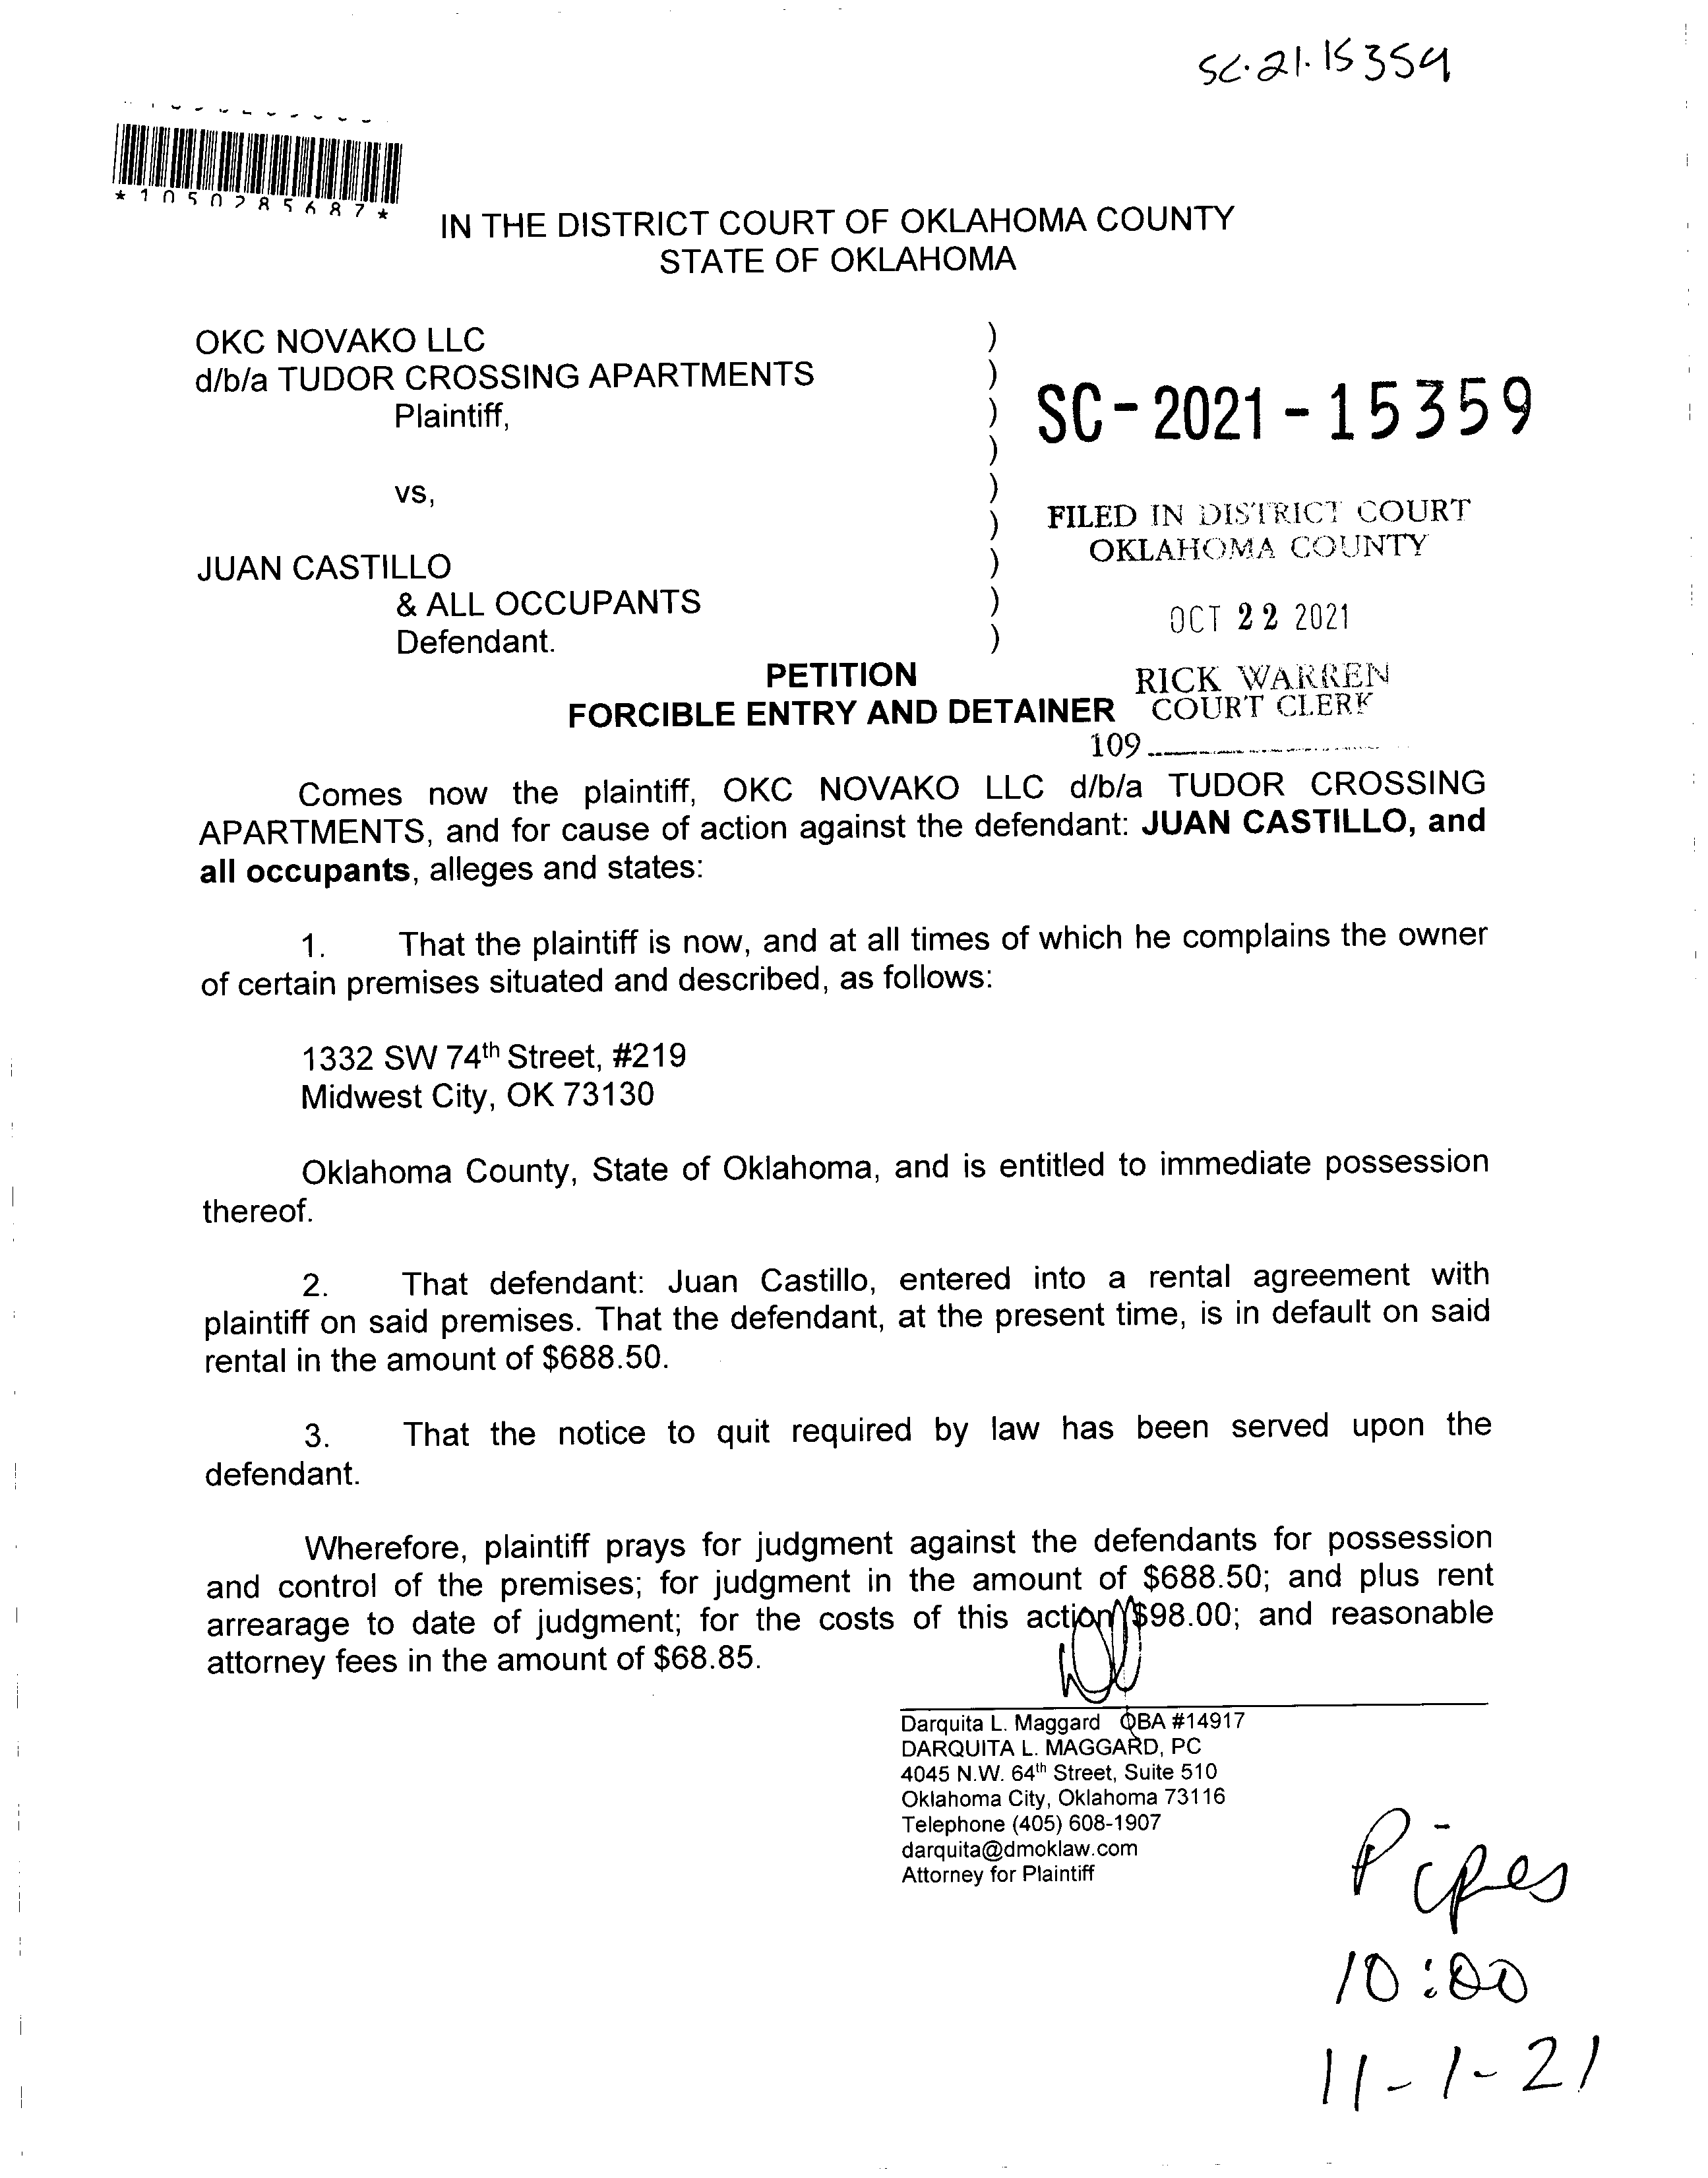 SC-21-15359
*1050285687*
IN THE DISTRICT COURT OF OKLAHOMA COUNTY
STATE OF OKLAHOMA
OKC NOVAKO LLC )
d/b/a TUDOR CROSSING APARTMENTS )
Plaintiff, )
)
vs, )
)
JUAN CASTILLO )
& ALL OCCUPANTS )
Defendant. )
SC-2021-15359
FILED IN DISTRICT COURT
OKLAHOMA COUNTY
OCT 22 2021
RICK WARREN
COURT CLERK
109
PETITION
FORCIBLE ENTRY AND DETAINER
Comes now the plaintiff, OKC NOVAKO LLC d/b/a TUDOR CROSSING
APARTMENTS, and for cause of action against the defendant: JUAN CASTILLO, and
all occupants, alleges and states:
1. That the plaintiff is now, and at all times of which he complains the owner
of certain premises situated and described, as follows:
1332 SW 74th Street, #219
Midwest City, OK 73130
Oklahoma County, State of Oklahoma, and is entitled to immediate possession
thereof.
2. That defendant: Juan Castillo, entered into a rental agreement with
plaintiff on said premises. That the defendant, at the present time, is in default on said
rental in the amount of $688.50.
3. That the notice to quit required by law has been served upon the
defendant.
Wherefore, plaintiff prays for judgment against the defendants for possession
and control of the premises; for judgment in the amount of $688.50; and plus rent
arrearage to date of judgment; for the costs of this action $98.00; and reasonable
attorney fees in the amount of $68.85.
Darquita L. Maggard OBA #14917
DARQUITA L. MAGGARD, PC
4045 N.W. 64th Street, Suite 510
Oklahoma City, Oklahoma 73116
Telephone (405) 608-1907
darquita@dmoklaw.com
Attorney for Plaintiff
Pipes
10:00
11-1-21